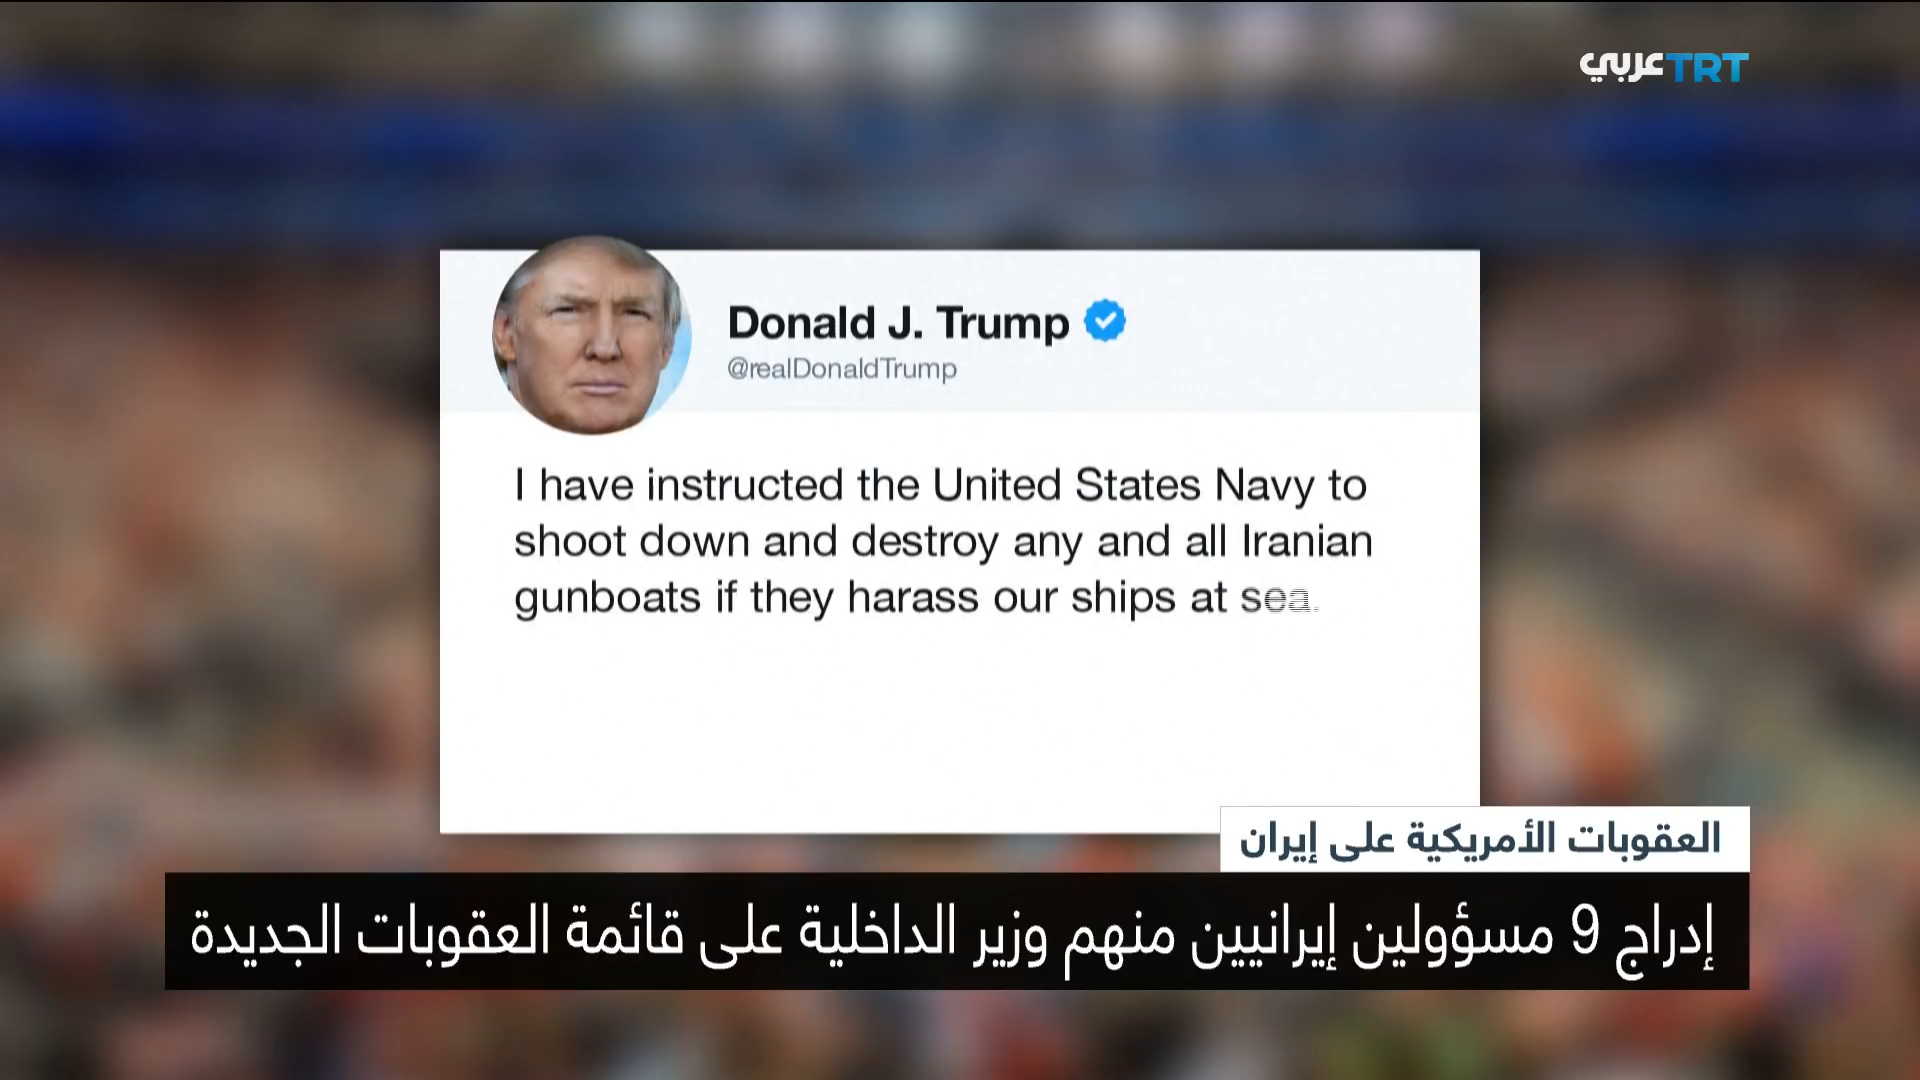 TRT عربي
Donald J. Trump
@realDonaldTrump
I have instructed the United States Navy to
shoot down and destroy any and all Iranian
gunboats if they harass our ships at sea.
العقوبات الأمريكية على إيران
إدراج 9 مسؤولين إيرانيين منهم وزير الداخلية على قائمة العقوبات الجديدة